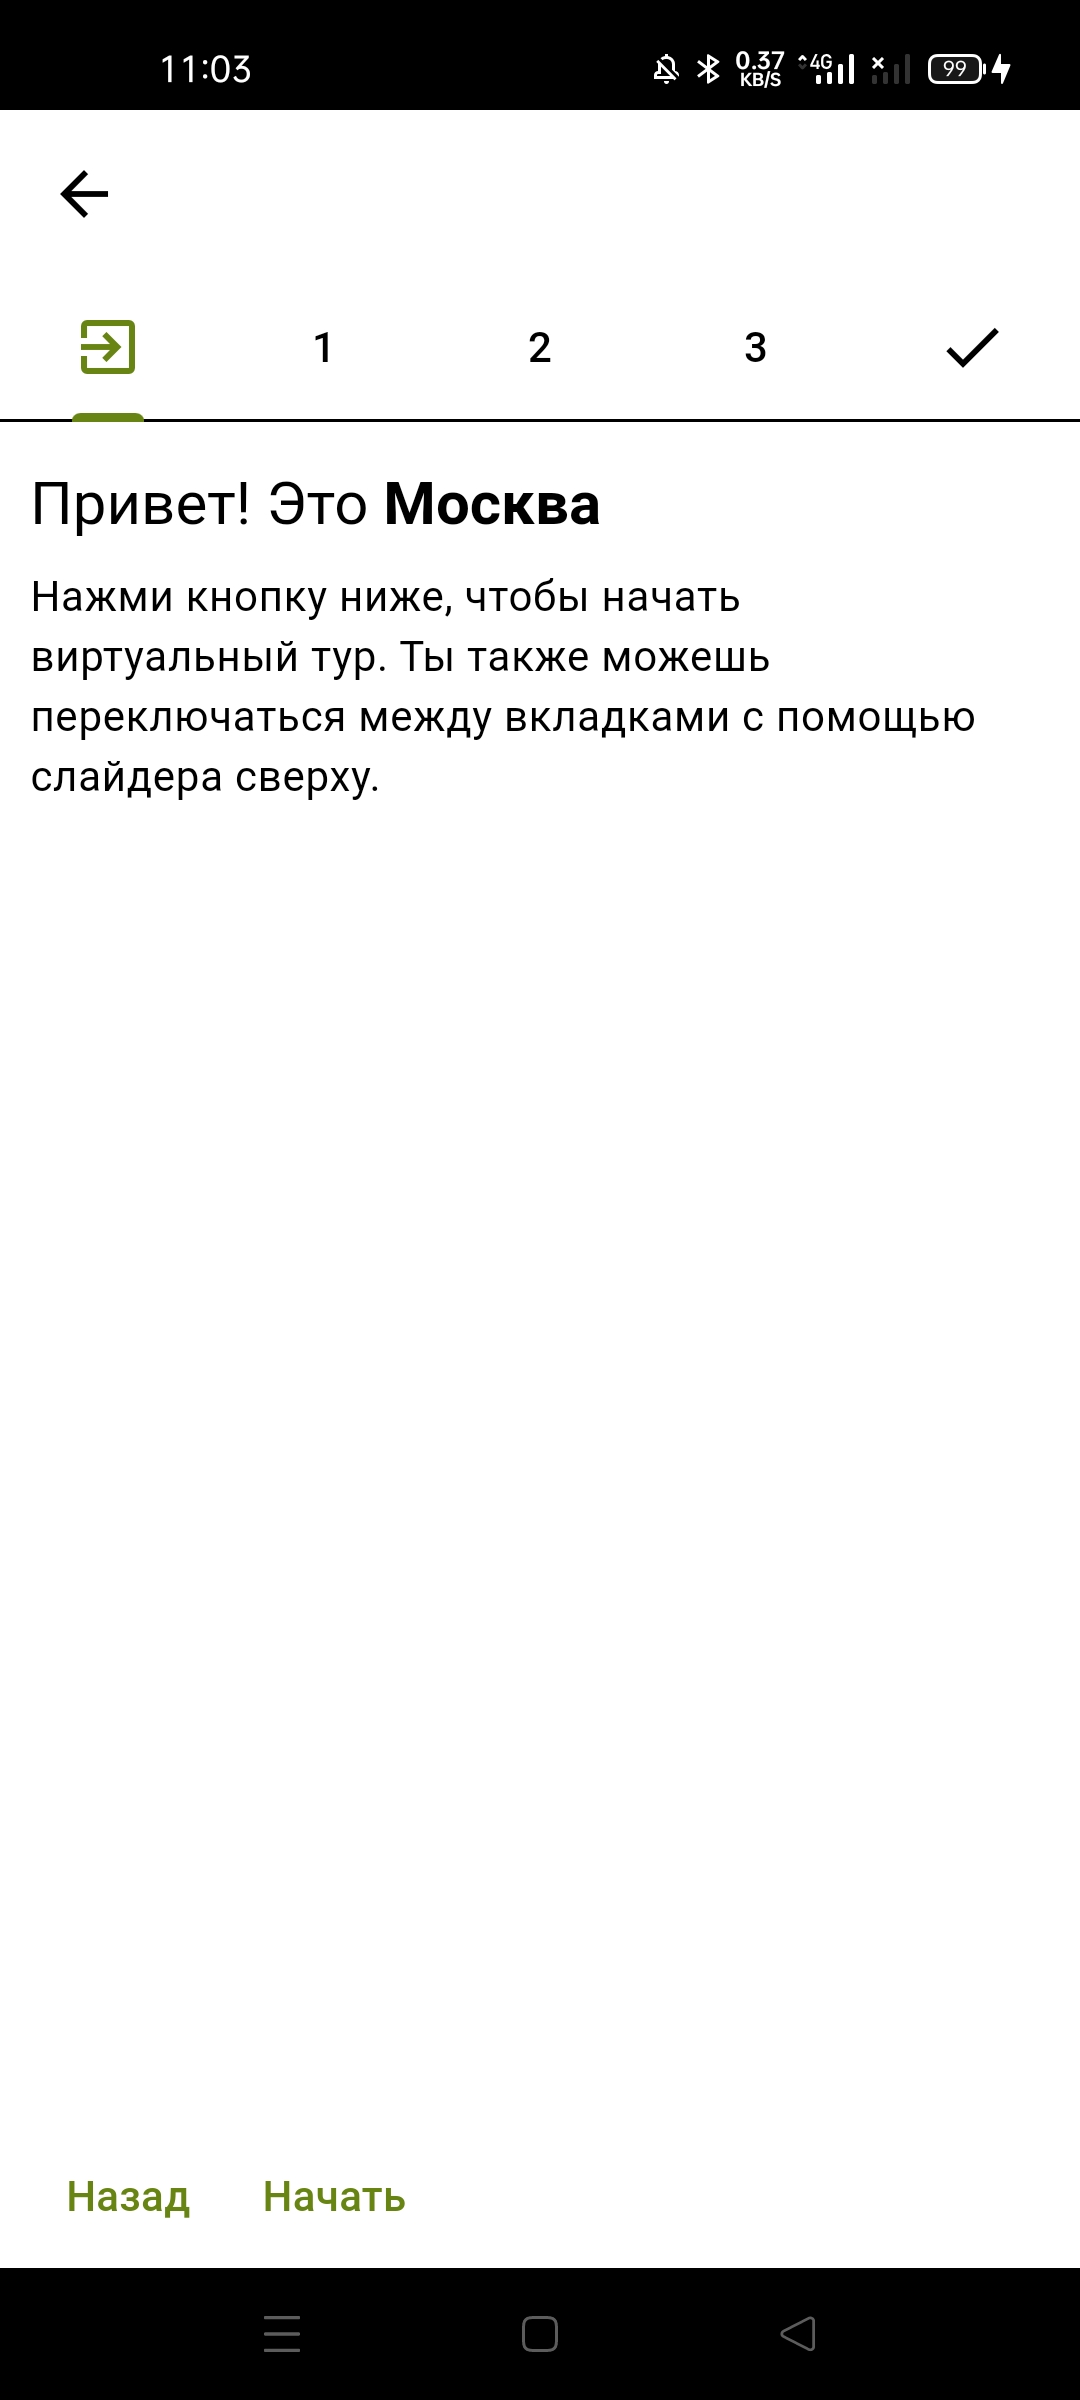 11:03
0.37
KB/S
4G
99
1 2 3
Привет! Это Москва
Нажми кнопку ниже, чтобы начать
виртуальный тур. Ты также можешь
переключаться между вкладками с помощью
слайдера сверху.
Назад Начать